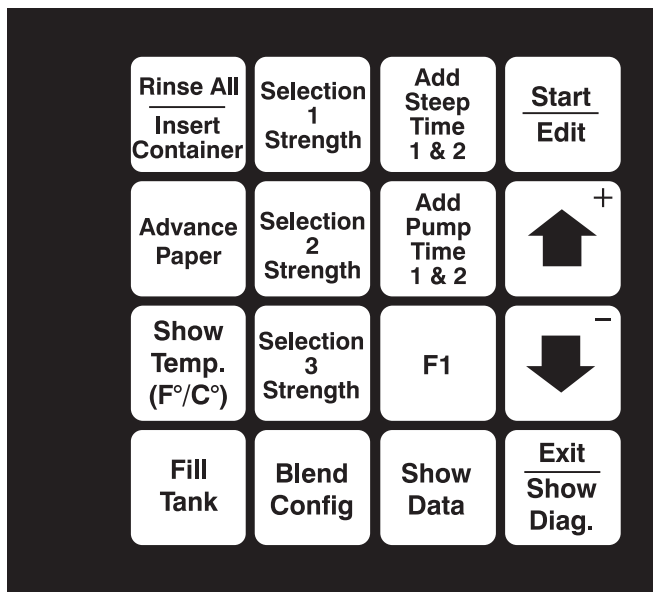 Rinse All
Insert
Container
Selection
1
Strength
Add
Steep
Time
1 & 2
Start
Edit
Advance
Paper
Selection
2
Strength
Add
Pump
Time
1 & 2
+
Show
Temp.
(F°/C°)
Selection
3
Strength
F1
–
Fill
Tank
Blend
Config
Show
Data
Exit
Show
Diag.